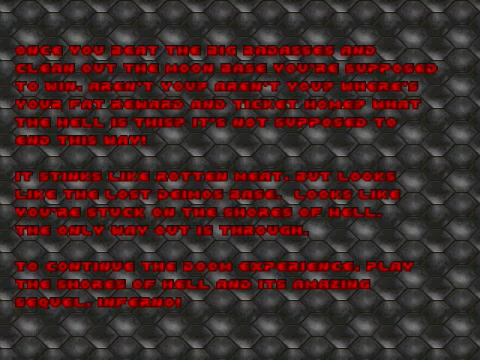 ONCE YOU BEAT THE BIG BADASSES AND
CLEAN OUT THE MOON BASE YOU'RE SUPPOSED
TO WIN, AREN'T YOU? AREN'T YOU? WHERE'S
YOUR FAT REWARD AND TICKET HOME? WHAT
THE HELL IS THIS? IT'S NOT SUPPOSED TO
END THIS WAY!

IT STINKS LIKE ROTTEN MEAT, BUT LOOKS
LIKE THE LOST DEIMOS BASE. LOOKS LIKE
YOU'RE STUCK ON THE SHORES OF HELL.
THE ONLY WAY OUT IS THROUGH.

TO CONTINUE THE DOOM EXPERIENCE, PLAY
THE SHORES OF HELL AND ITS AMAZING
SEQUEL, INFERNO!